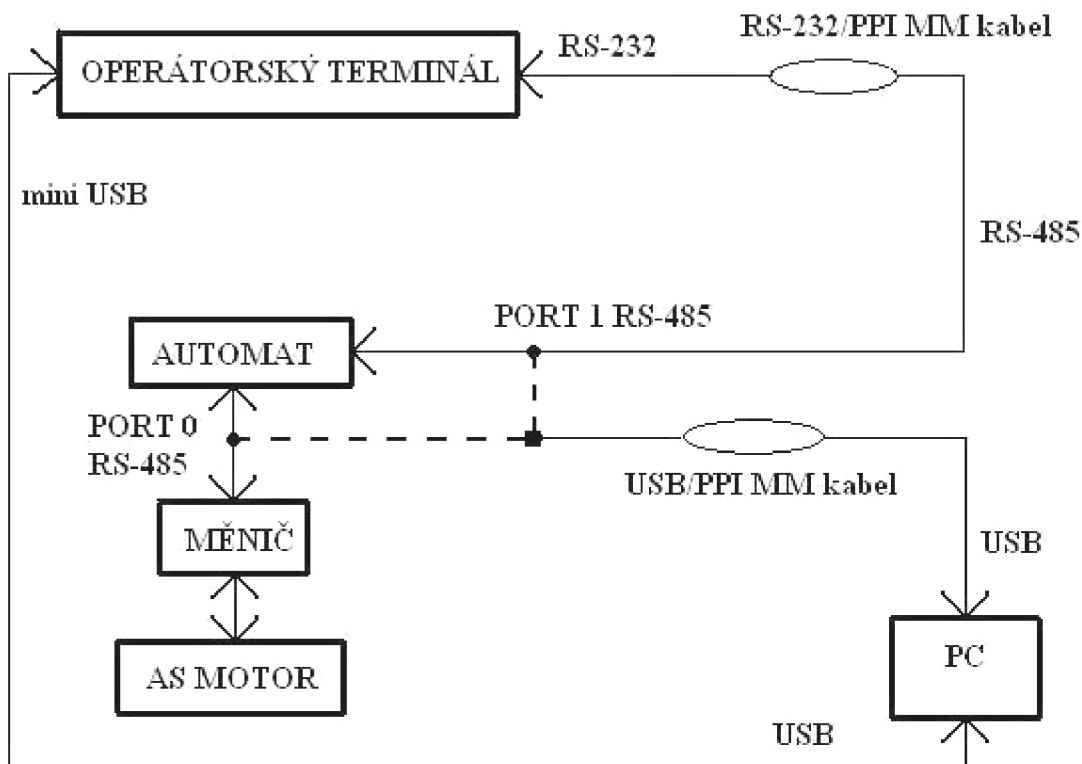 RS-232/PPI MM kabel
RS-232
OPERÁTORSKÝ TERMINÁL
mini USB
RS-485
PORT 1 RS-485
AUTOMAT
PORT 0
RS-485
USB/PPI MM kabel
MĚNIČ
USB
AS MOTOR
PC
USB